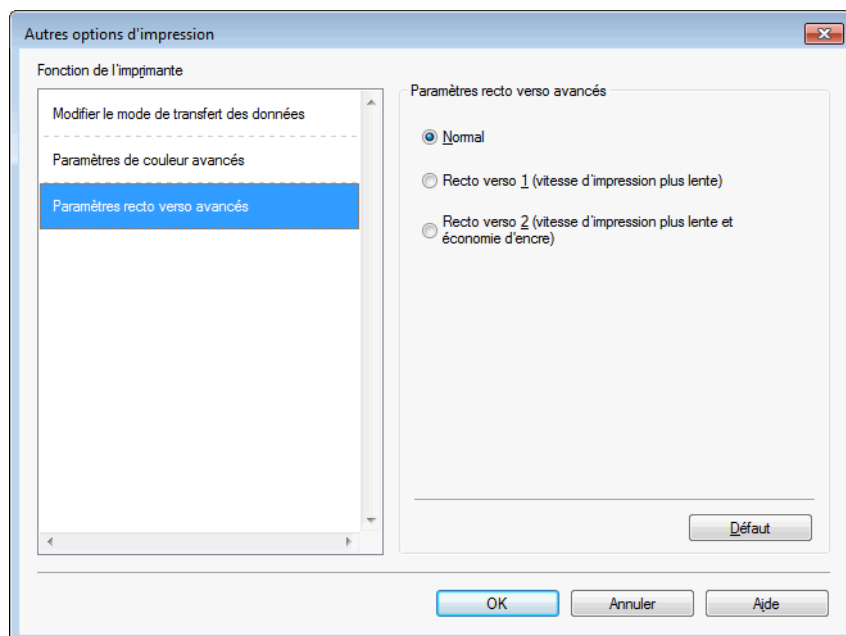 Autres options d'impression
Fonction de l'imprimante
Modifier le mode de transfert des données
Paramètres de couleur avancés
Paramètres recto verso avancés
Paramètres recto verso avancés
Normal
Recto verso 1 (vitesse d'impression plus lente)
Recto verso 2 (vitesse d'impression plus lente et
économie d'encre)
Défaut
OK
Annuler
Aide